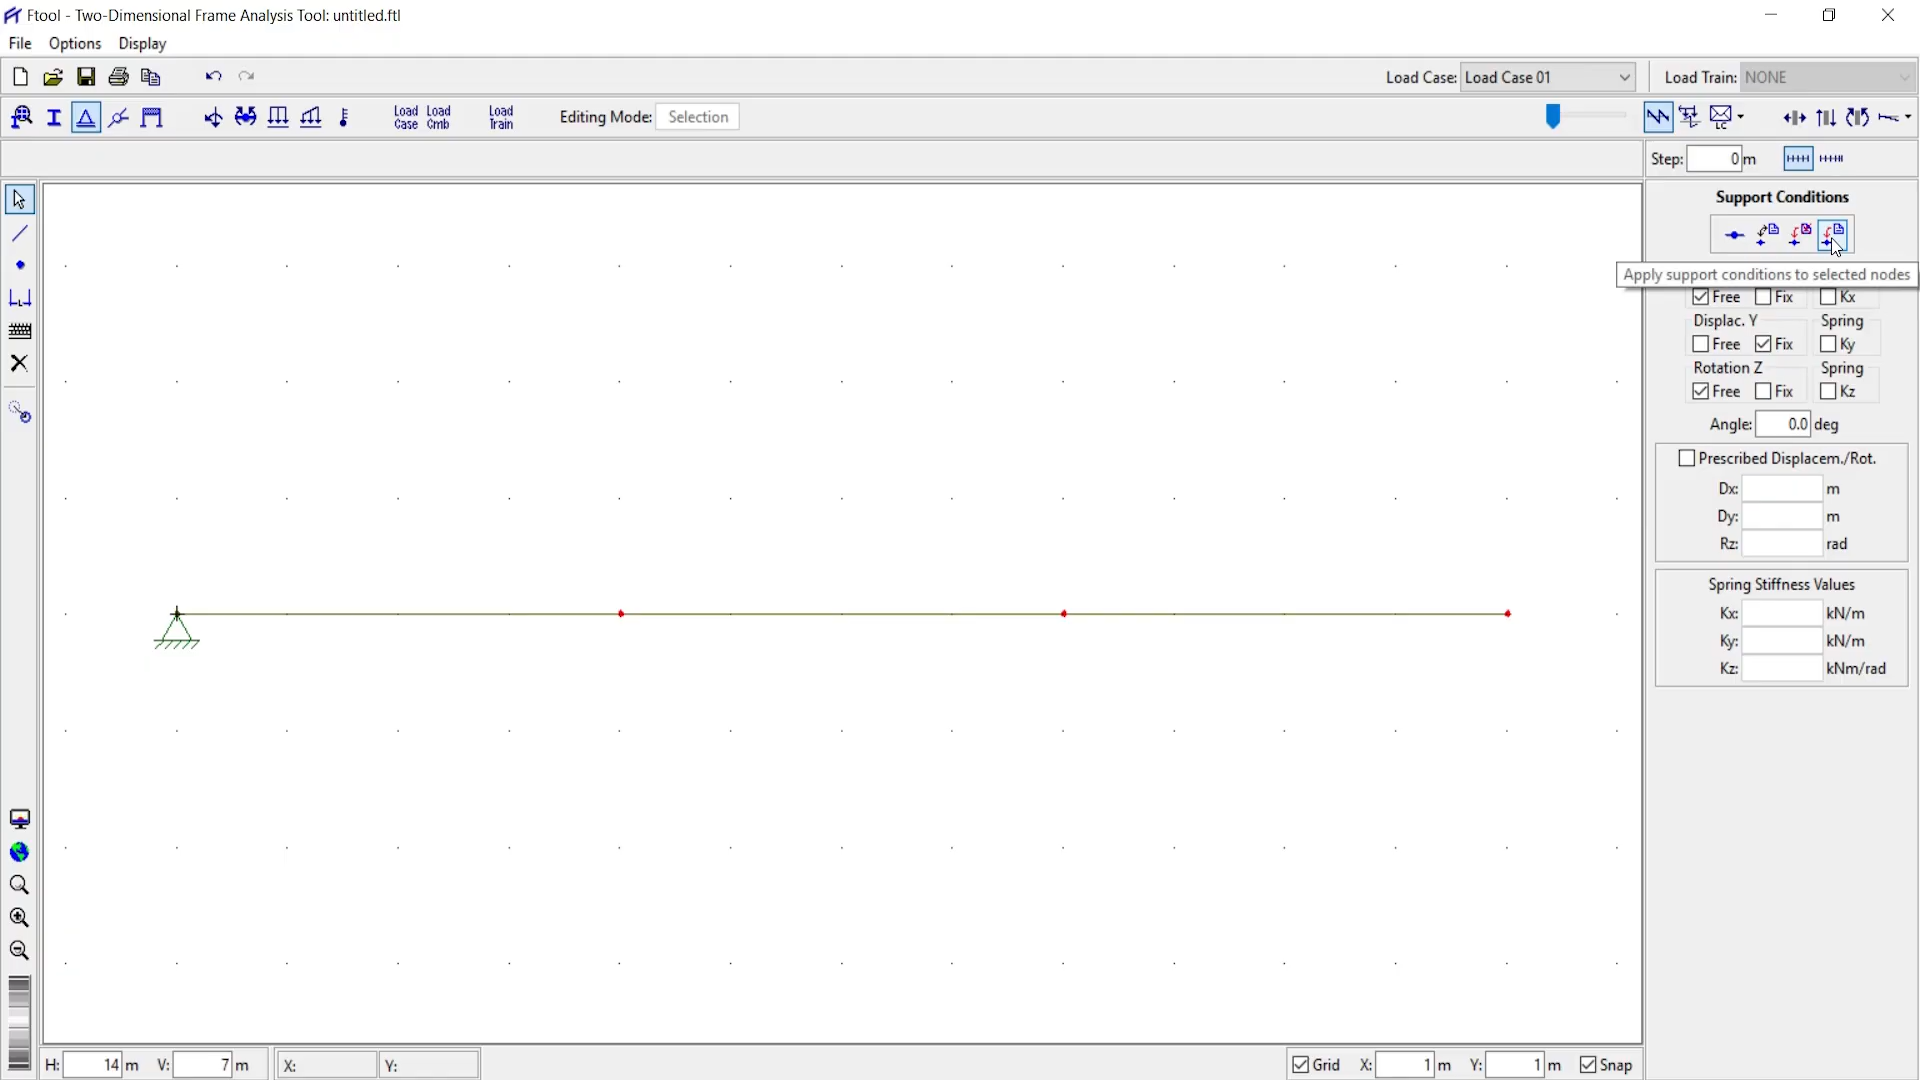 Ftool - Two-Dimensional Frame Analysis Tool: untitled.ftl
File Options Display
Load Case: Load Case 01 Load Train: NONE
Load Case Load Cmb Load Train Editing Mode: Selection LC
Step: 0 m
Support Conditions
Apply support conditions to selected nodes
Free Fix Kx
Displac. Y Spring
Free Fix Ky
Rotation Z Spring
Free Fix Kz
Angle: 0.0 deg
Prescribed Displacem./Rot.
Dx: m
Dy: m
Rz: rad
Spring Stiffness Values
Kx: kN/m
Ky: kN/m
Kz: kNm/rad
H: 14 m V: 7 m X: Y: Grid X: 1 m Y: 1 m Snap